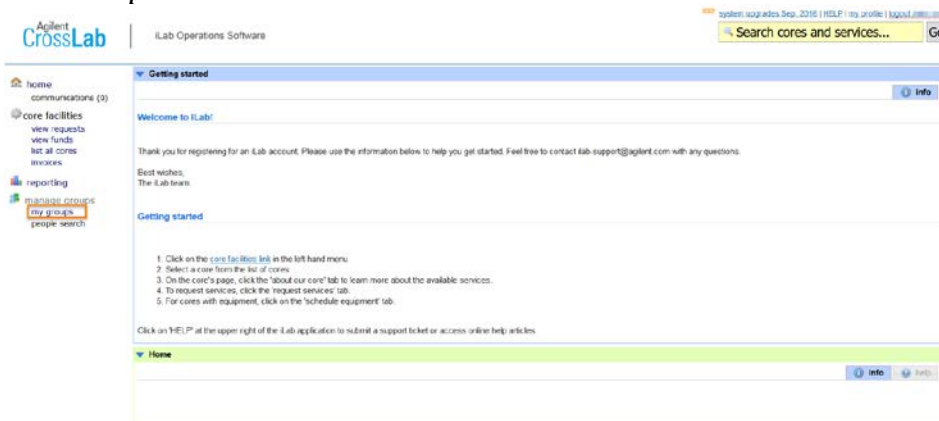 system upgrades Sep, 2016 | HELP | my profile | logout
Agilent
CrossLab
iLab Operations Software
Search cores and services...
Go
home
communications (0)
core facilities
view requests
view funds
list all cores
invoices
reporting
manage groups
my groups
people search
Getting started
info
Welcome to iLab!
Thank you for registering for an iLab account. Please use the information below to help you get started. Feel free to contact ilab-support@agilent.com with any questions.
Best wishes,
The iLab team
Getting started
1. Click on the core facilities link in the left hand menu
2. Select a core from the list of cores
3. On the core's page, click the 'about our core' tab to learn more about the available services.
4. To request services, click the 'request services' tab.
5. For cores with equipment, click on the 'schedule equipment' tab.
Click on 'HELP' at the upper right of the iLab application to submit a support ticket or access online help articles.
Home
info
help